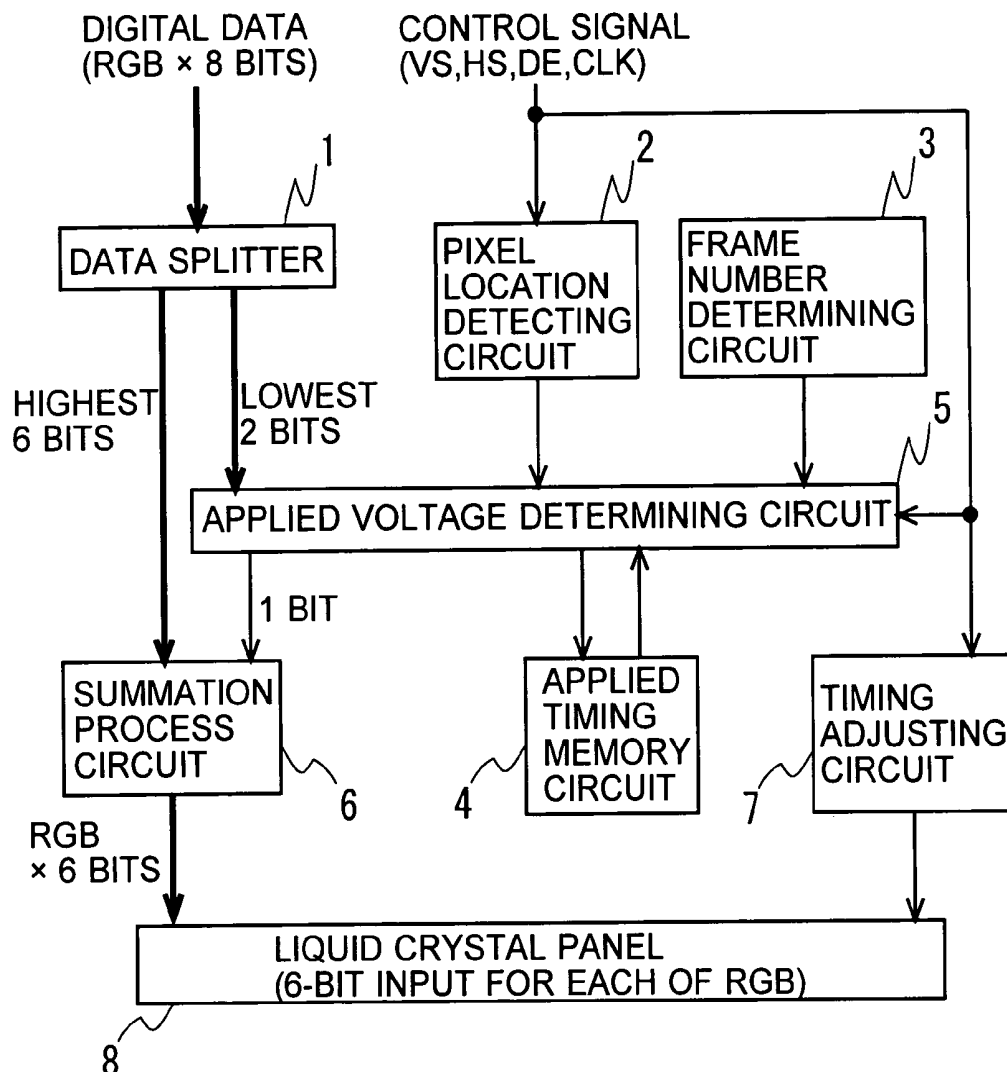 DIGITAL DATA
(RGB × 8 BITS)
CONTROL SIGNAL
(VS,HS,DE,CLK)
1
2
3
DATA SPLITTER
PIXEL
LOCATION
DETECTING
CIRCUIT
FRAME
NUMBER
DETERMINING
CIRCUIT
HIGHEST
6 BITS
LOWEST
2 BITS
5
APPLIED VOLTAGE DETERMINING CIRCUIT
1 BIT
SUMMATION
PROCESS
CIRCUIT
6
APPLIED
TIMING
MEMORY
CIRCUIT
4
TIMING
ADJUSTING
CIRCUIT
7
RGB
× 6 BITS
LIQUID CRYSTAL PANEL
(6-BIT INPUT FOR EACH OF RGB)
8